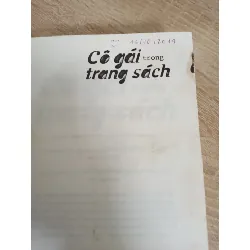 Cô gái trong
trang sách